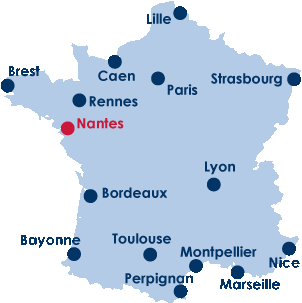 Lille
Brest
Caen
Paris
Strasbourg
Rennes
Nantes
Lyon
Bordeaux
Bayonne
Toulouse
Montpellier
Nice
Perpignan
Marseille